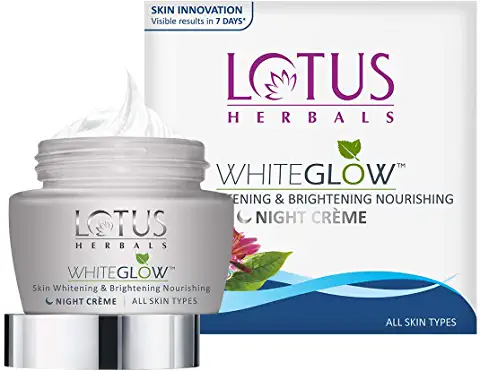 SKIN INNOVATION
Visible results in 7 DAYS*
LOTUS
HERBALS
WHITEGLOW™
TENING & BRIGHTENING NOURISHING
NIGHT CRÈME
ALL SKIN TYPES
LOTUS
HERBALS
WHITEGLOW™
Skin Whitening & Brightening Nourishing
NIGHT CRÈME | ALL SKIN TYPES